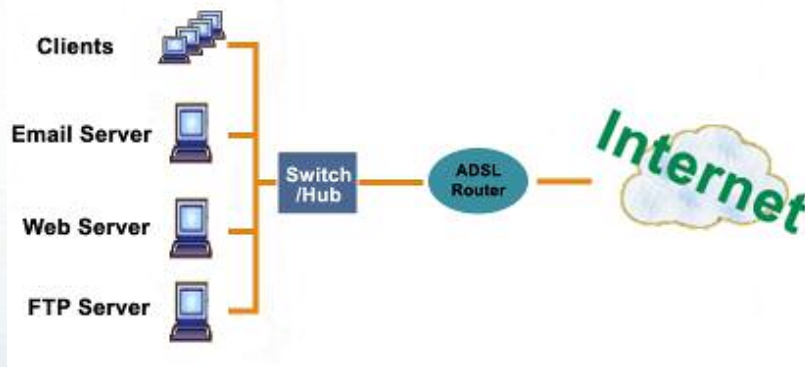 Clients
Email Server
Web Server
FTP Server
Switch
/Hub
ADSL
Router
Internet